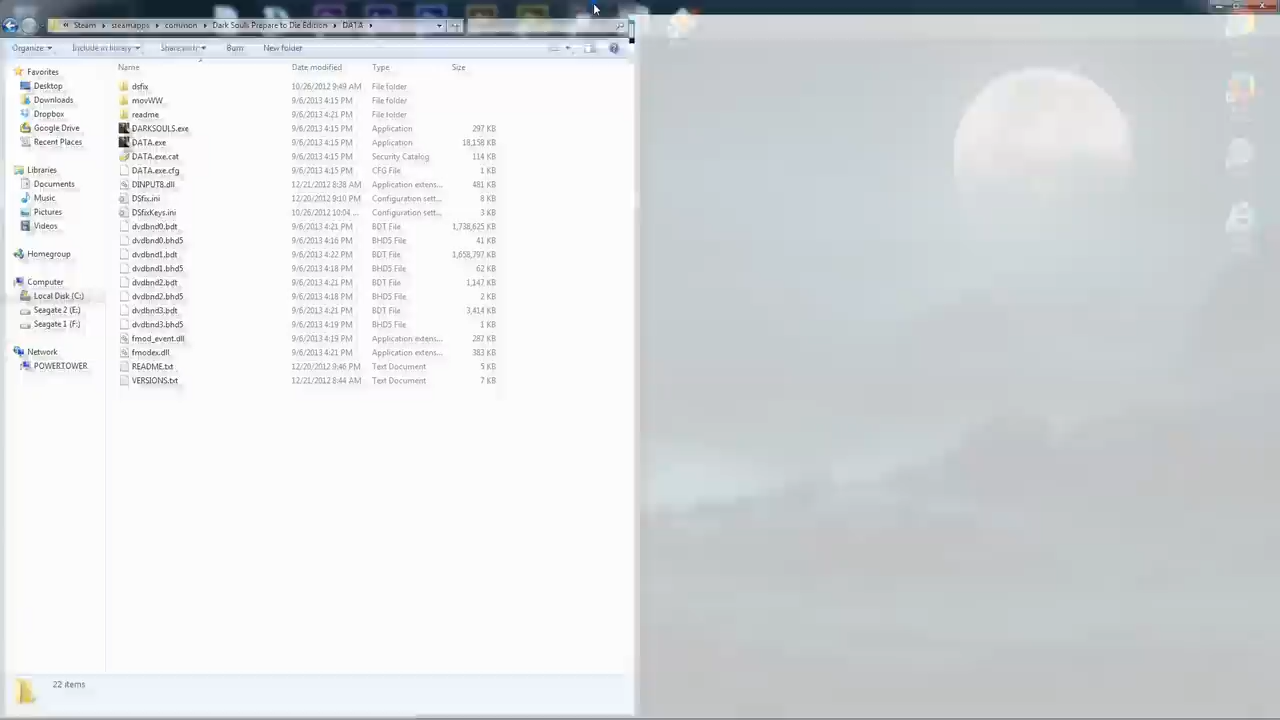 Steam ▸ steamapps ▸ common ▸ Dark Souls Prepare to Die Edition ▸ DATA ▸
Organize Include in library Share with Burn New folder
Name Date modified Type Size
Favorites
Desktop
Downloads
Dropbox
Google Drive
Recent Places
Libraries
Documents
Music
Pictures
Videos
Homegroup
Computer
Local Disk (C:)
Seagate 2 (E:)
Seagate 1 (F:)
Network
POWERTOWER
dsfix 10/26/2012 9:49 AM File folder
movWW 9/6/2013 4:15 PM File folder
readme 9/6/2013 4:21 PM File folder
DARKSOULS.exe 9/6/2013 4:15 PM Application 297 KB
DATA.exe 9/6/2013 4:15 PM Application 18,158 KB
DATA.exe.cat 9/6/2013 4:15 PM Security Catalog 114 KB
DATA.exe.cfg 9/6/2013 4:15 PM CFG File 1 KB
DINPUT8.dll 12/21/2012 8:38 AM Application extens... 481 KB
DSfix.ini 12/20/2012 9:10 PM Configuration sett... 8 KB
DSfixKeys.ini 10/26/2012 10:04 ... Configuration sett... 3 KB
dvdbnd0.bdt 9/6/2013 4:21 PM BDT File 1,738,625 KB
dvdbnd0.bhd5 9/6/2013 4:16 PM BHD5 File 41 KB
dvdbnd1.bdt 9/6/2013 4:22 PM BDT File 1,658,797 KB
dvdbnd1.bhd5 9/6/2013 4:18 PM BHD5 File 62 KB
dvdbnd2.bdt 9/6/2013 4:21 PM BDT File 1,147 KB
dvdbnd2.bhd5 9/6/2013 4:18 PM BHD5 File 2 KB
dvdbnd3.bdt 9/6/2013 4:21 PM BDT File 3,414 KB
dvdbnd3.bhd5 9/6/2013 4:19 PM BHD5 File 1 KB
fmod_event.dll 9/6/2013 4:19 PM Application extens... 287 KB
fmodex.dll 9/6/2013 4:21 PM Application extens... 383 KB
README.txt 12/20/2012 9:46 PM Text Document 5 KB
VERSIONS.txt 12/21/2012 8:44 AM Text Document 7 KB
22 items